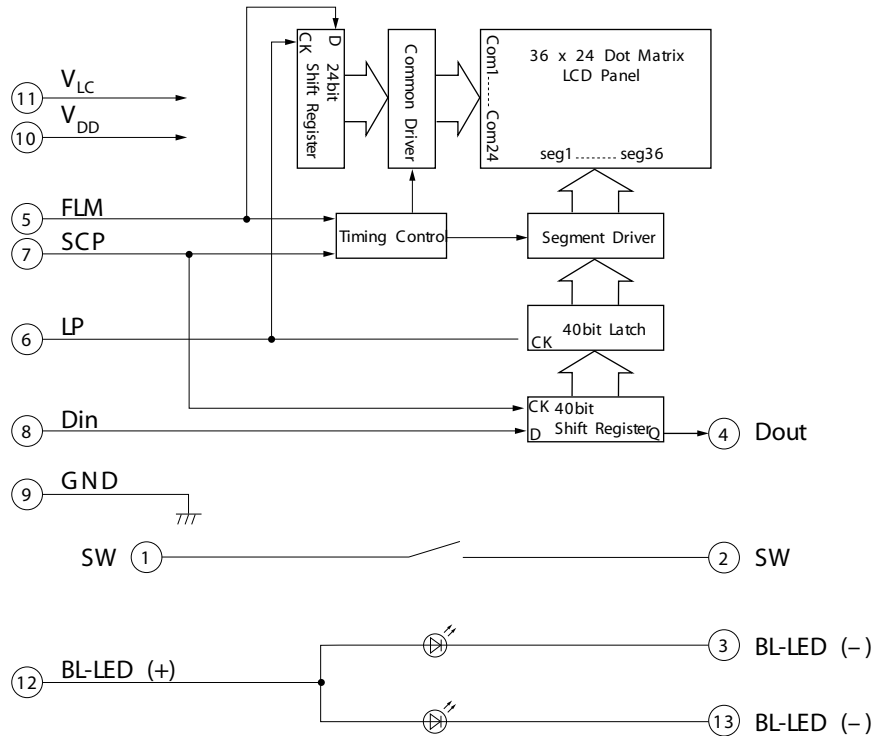 D
CK
24bit
Shift Register
Common Driver
Com1........Com24
36 x 24 Dot Matrix
LCD Panel
seg1........seg36
11
VLC
10
VDD
5
FLM
Timing Control
Segment Driver
7
SCP
6
LP
40bit Latch
CK
CK 40bit
Shift Register
D
Q
8
Din
4
Dout
9
GND
SW
1
2
SW
3
BL-LED (–)
12
BL-LED (+)
13
BL-LED (–)